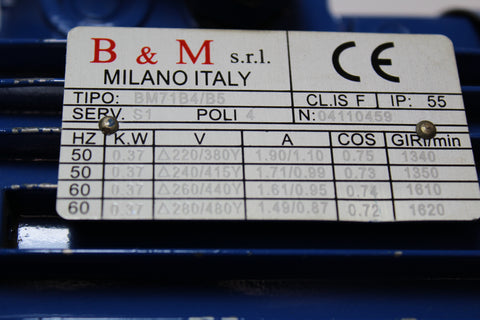 B & M s.r.l.
MILANO ITALY
CE
TIPO: BM71B4/B5 CL.IS F IP: 55
SERV. S1 POLI 4 N: 04110459
HZ K.W V A COS GIRI/min
50 0.37 △220/380Y 1.90/1.10 0.75 1340
50 0.37 △240/415Y 1.71/0.99 0.73 1350
60 0.37 △260/440Y 1.61/0.95 0.74 1610
60 0.37 △280/480Y 1.49/0.87 0.72 1620